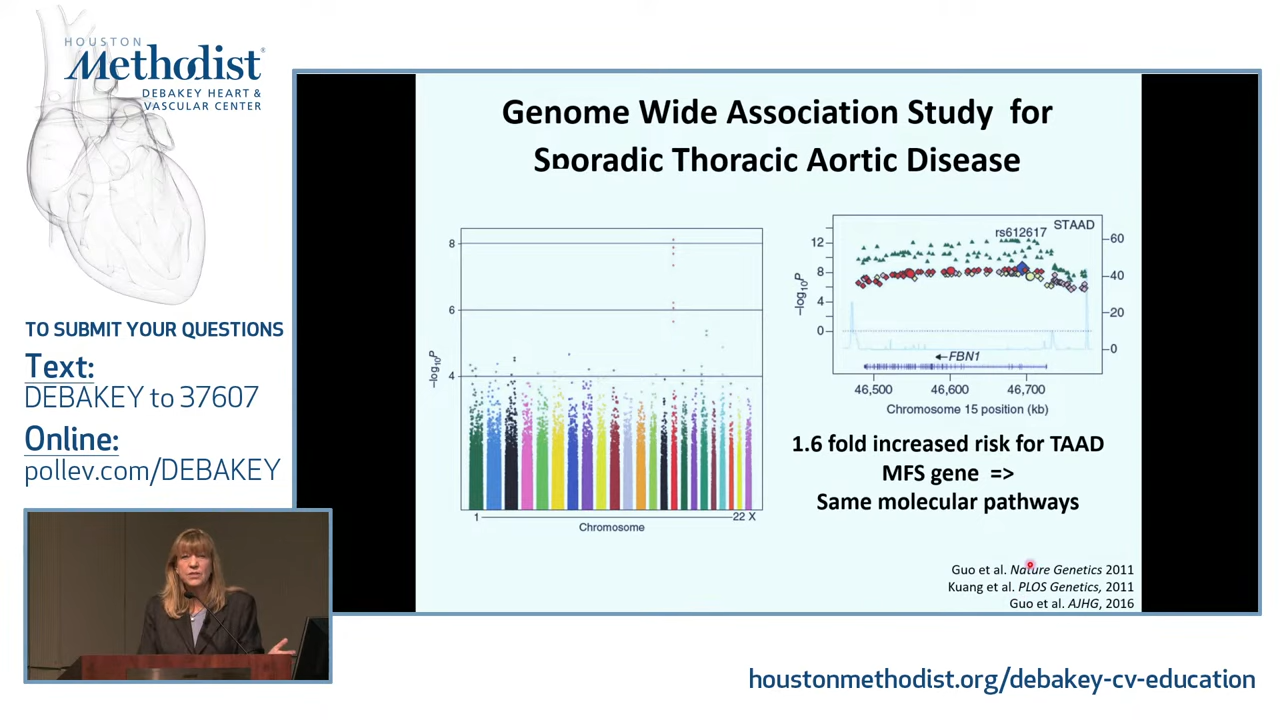 HOUSTON
Methodist®
DEBAKEY HEART &
VASCULAR CENTER
TO SUBMIT YOUR QUESTIONS
Text:
DEBAKEY to 37607
Online:
pollev.com/DEBAKEY
Genome Wide Association Study for
Sporadic Thoracic Aortic Disease
8
6
4
–log10P
1
22 X
Chromosome
STAAD
rs612617
12
8
4
0
–log10P
60
40
20
0
FBN1
46,500
46,600
46,700
Chromosome 15 position (kb)
1.6 fold increased risk for TAAD
MFS gene =>
Same molecular pathways
Guo et al. Nature Genetics 2011
Kuang et al. PLOS Genetics, 2011
Guo et al. AJHG, 2016
houstonmethodist.org/debakey-cv-education